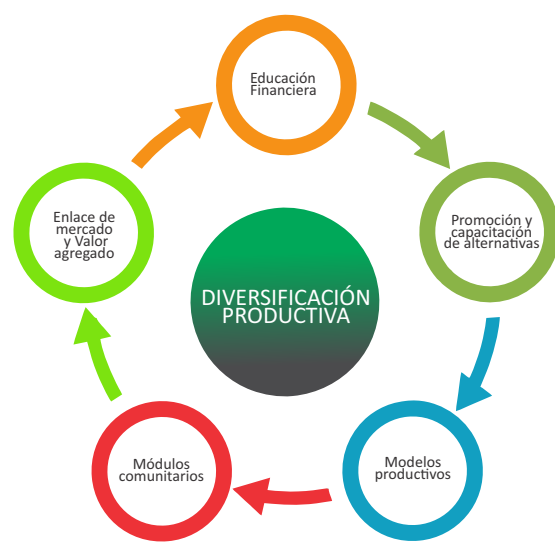 Educación
Financiera
Promoción y
capacitación
de alternativas
Modelos
productivos
Módulos
comunitarios
Enlace de
mercado
y Valor
agregado
DIVERSIFICACIÓN
PRODUCTIVA